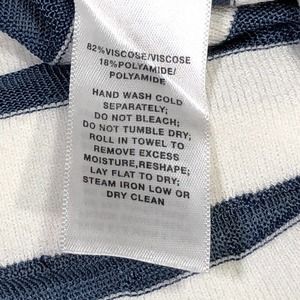 82%VISCOSE/VISCOSE
18%POLYAMIDE/
POLYAMIDE
HAND WASH COLD
SEPARATELY;
DO NOT BLEACH;
DO NOT TUMBLE DRY;
ROLL IN TOWEL TO
REMOVE EXCESS
MOISTURE,RESHAPE;
LAY FLAT TO DRY;
STEAM IRON LOW OR
DRY CLEAN